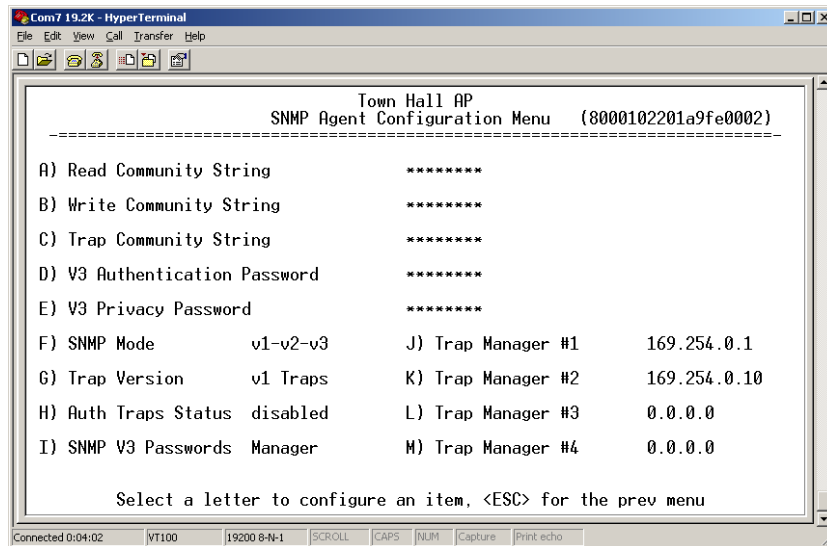 Com7 19.2K - HyperTerminal
File Edit View Call Transfer Help
Town Hall AP
SNMP Agent Configuration Menu (8000102201a9fe0002)
-==========================================================================-
A) Read Community String ********
B) Write Community String ********
C) Trap Community String ********
D) V3 Authentication Password ********
E) V3 Privacy Password ********
F) SNMP Mode v1-v2-v3 J) Trap Manager #1 169.254.0.1
G) Trap Version v1 Traps K) Trap Manager #2 169.254.0.10
H) Auth Traps Status disabled L) Trap Manager #3 0.0.0.0
I) SNMP V3 Passwords Manager M) Trap Manager #4 0.0.0.0
Select a letter to configure an item, <ESC> for the prev menu
Connected 0:04:02 VT100 19200 8-N-1 SCROLL CAPS NUM Capture Print echo